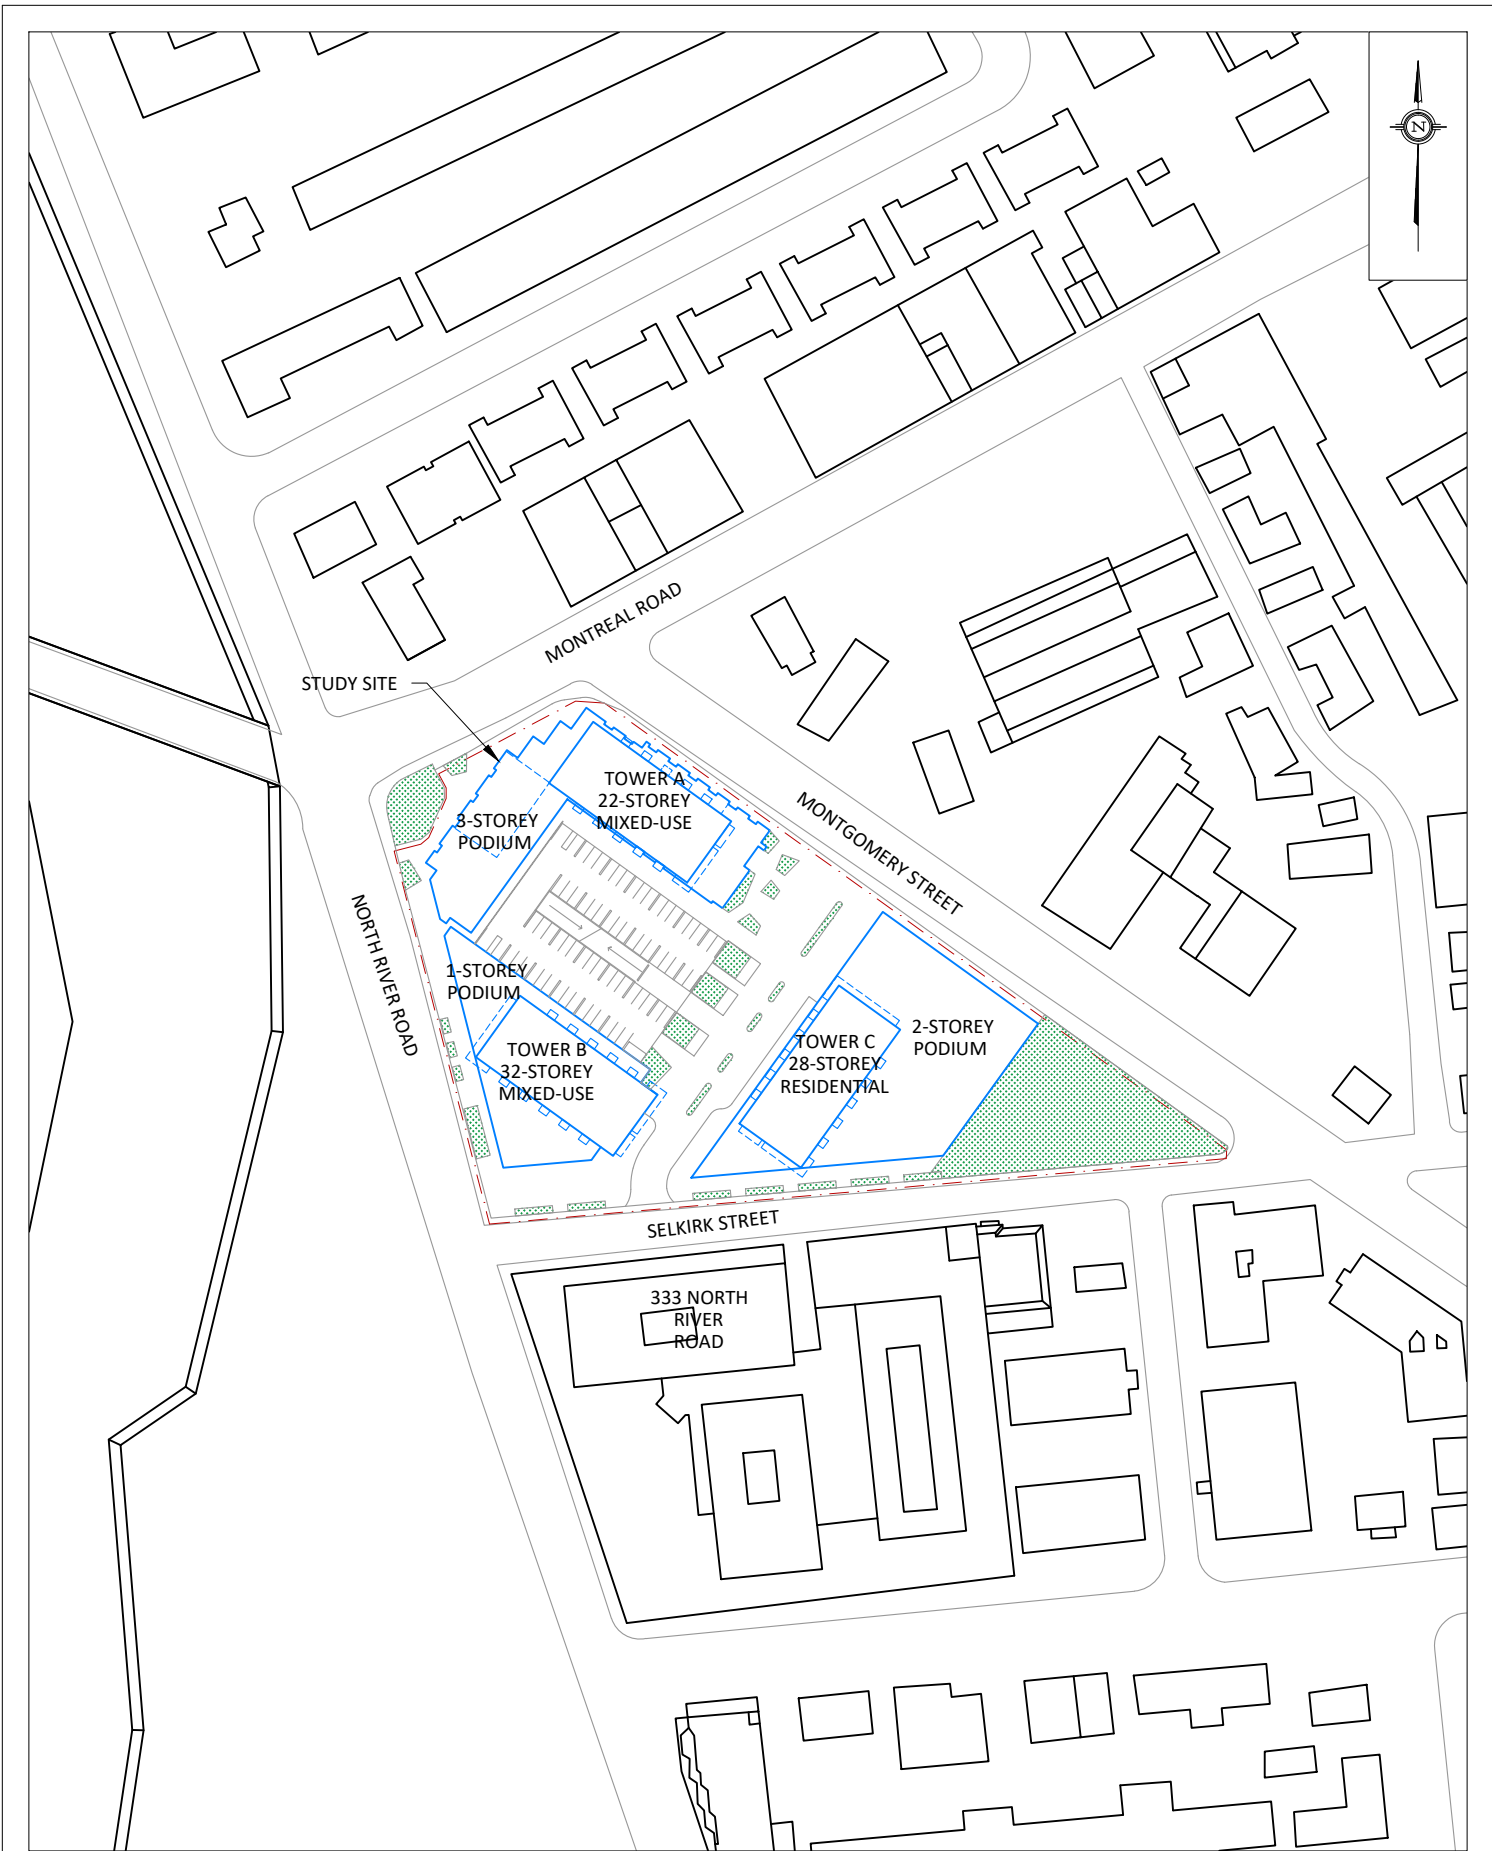 N
MONTREAL ROAD
STUDY SITE
TOWER A
22-STOREY
MIXED-USE
3-STOREY
PODIUM
MONTGOMERY STREET
NORTH RIVER ROAD
1-STOREY
PODIUM
TOWER B
32-STOREY
MIXED-USE
TOWER C
28-STOREY
RESIDENTIAL
2-STOREY
PODIUM
SELKIRK STREET
333 NORTH
RIVER
ROAD